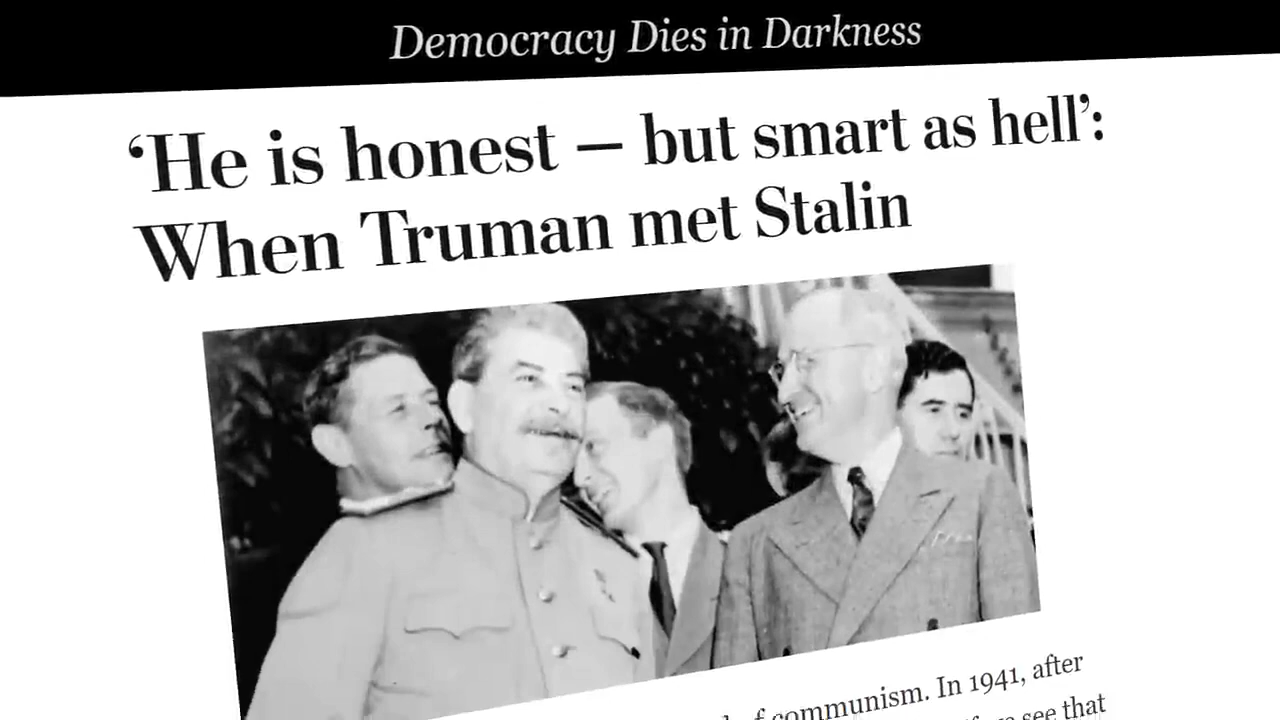 Democracy Dies in Darkness
‘He is honest — but smart as hell’:
When Truman met Stalin
communism. In 1941, after
see that